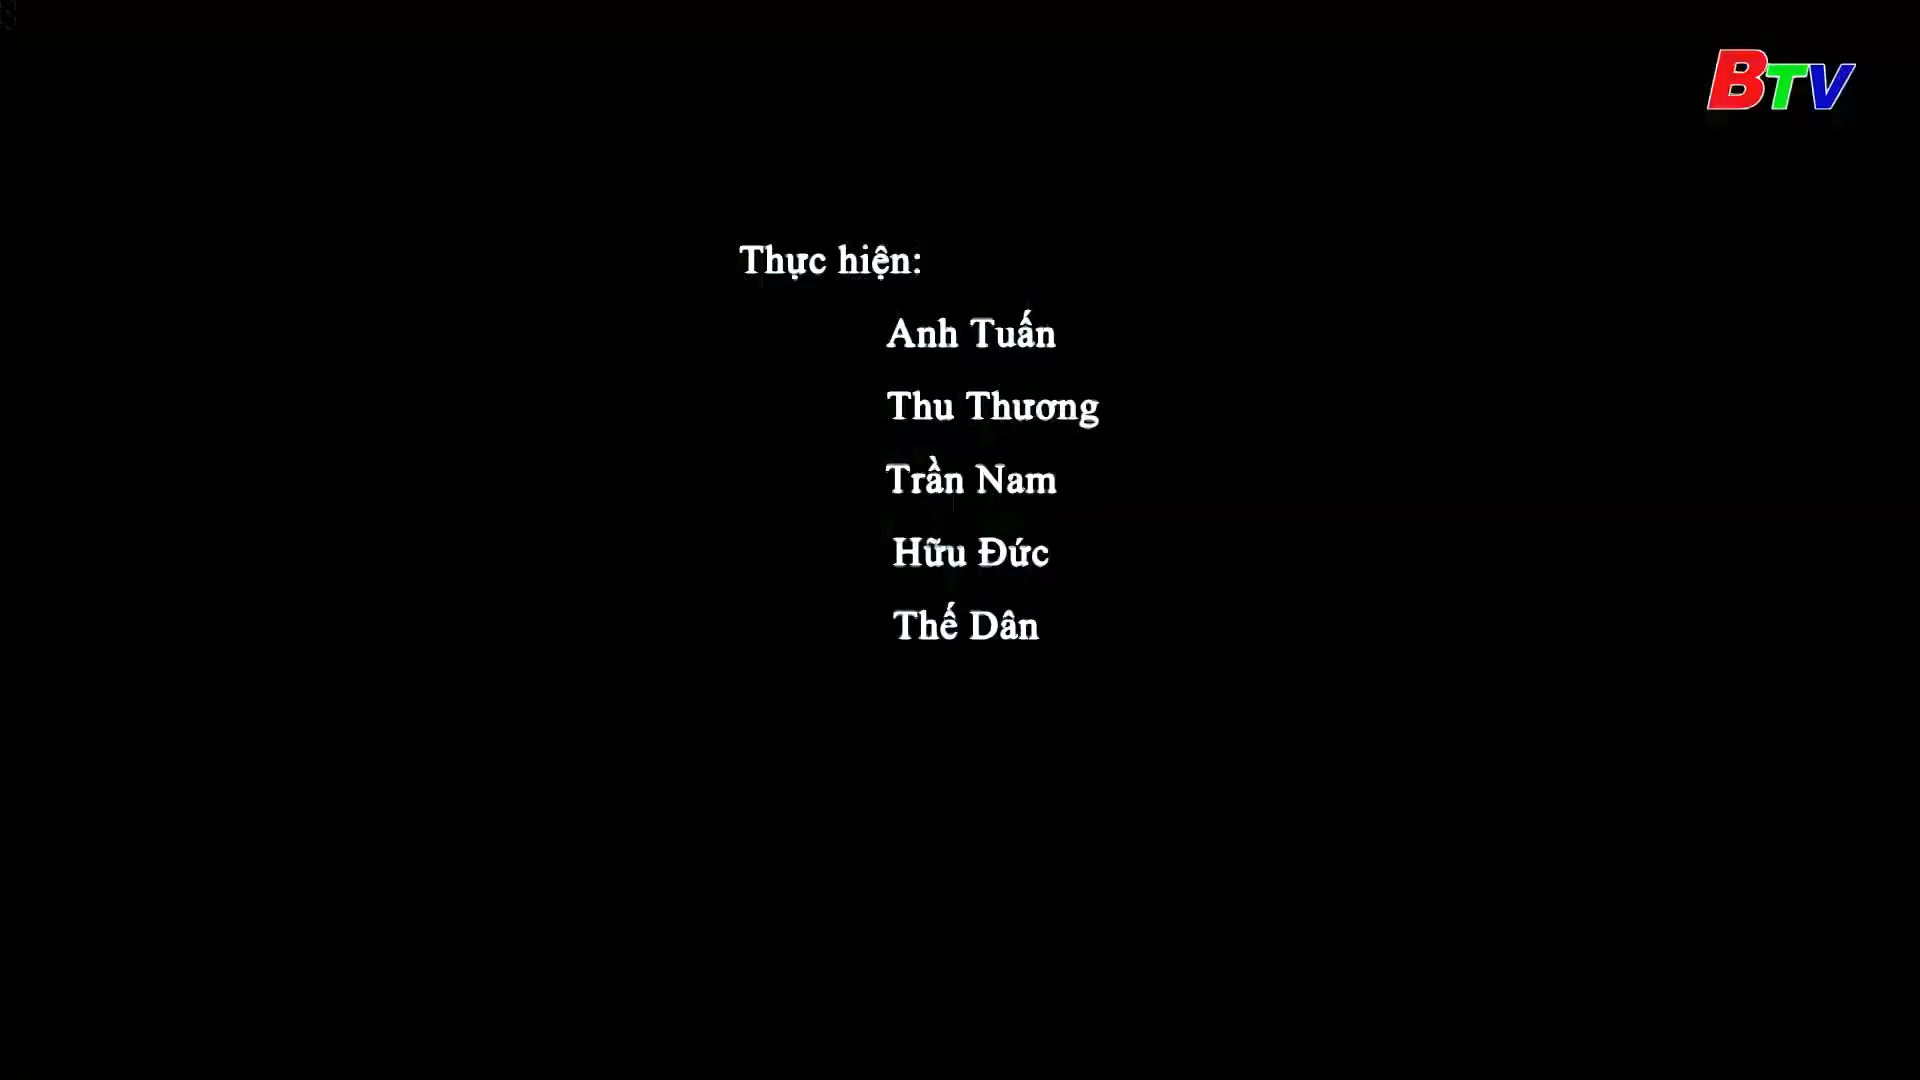 BTV
Thực hiện:
Anh Tuấn
Thu Thương
Trần Nam
Hữu Đức
Thế Dân